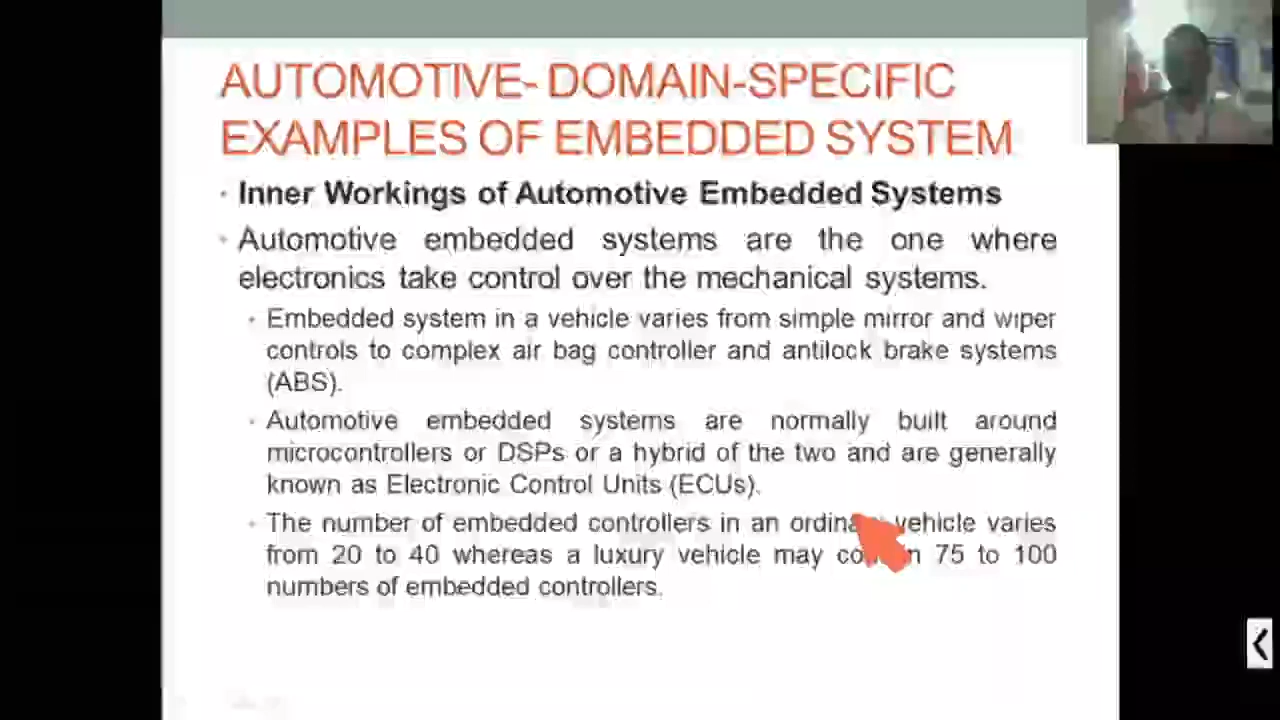 AUTOMOTIVE- DOMAIN-SPECIFIC
EXAMPLES OF EMBEDDED SYSTEM
Inner Workings of Automotive Embedded Systems
Automotive embedded systems are the one where
electronics take control over the mechanical systems.
Embedded system in a vehicle varies from simple mirror and wiper
controls to complex air bag controller and antilock brake systems
(ABS).
Automotive embedded systems are normally built around
microcontrollers or DSPs or a hybrid of the two and are generally
known as Electronic Control Units (ECUs).
The number of embedded controllers in an vehicle varies
from 20 to 40 whereas a luxury vehicle may 75 to 100
numbers of embedded controllers.